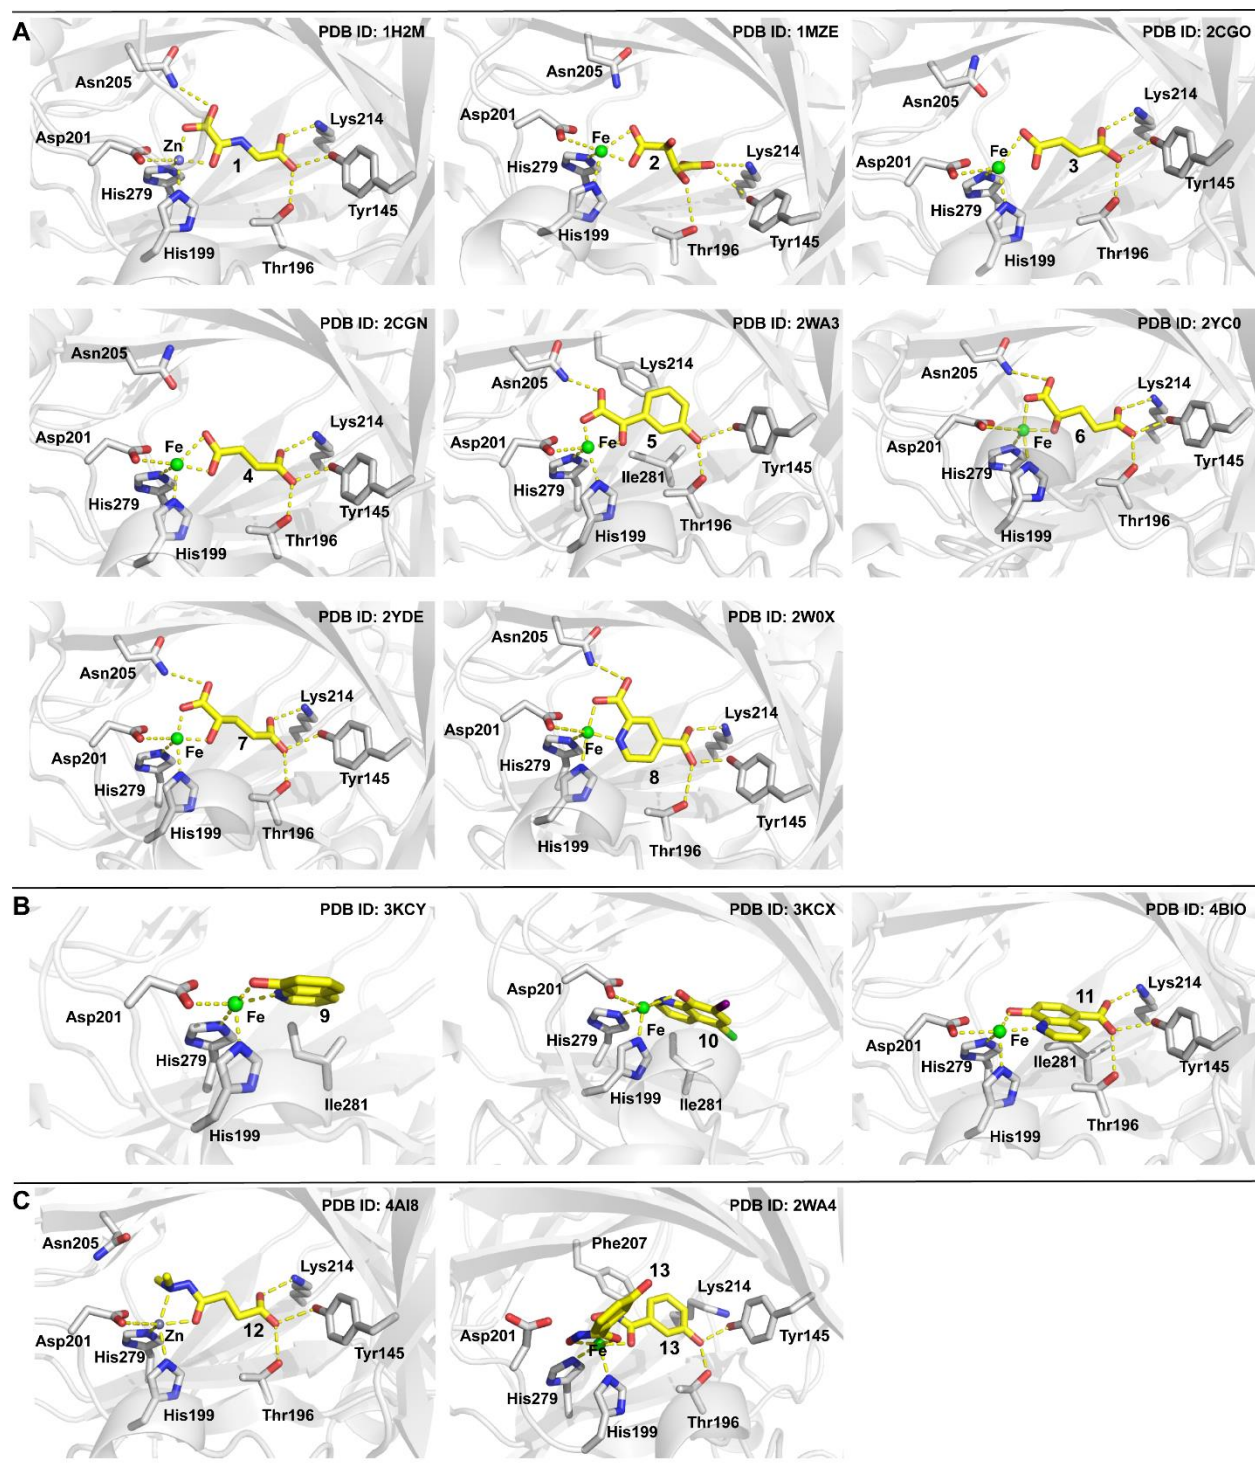 A
PDB ID: 1H2M
Asn205
Asp201
Zn
His279
His199
1
Lys214
Tyr145
Thr196
PDB ID: 1MZE
Asn205
Asp201
Fe
His279
His199
2
Lys214
Tyr145
Thr196
PDB ID: 2CGO
Asn205
Asp201
Fe
His279
His199
3
Lys214
Tyr145
Thr196
PDB ID: 2CGN
Asn205
Asp201
Fe
His279
His199
4
Lys214
Tyr145
Thr196
PDB ID: 2WA3
Lys214
Asn205
Asp201
Fe
5
His279
Ile281
His199
Tyr145
Thr196
PDB ID: 2YC0
Asn205
Lys214
Asp201
Fe
6
His279
His199
Tyr145
Thr196
PDB ID: 2YDE
Asn205
Lys214
Asp201
Fe
7
His279
His199
Tyr145
Thr196
PDB ID: 2W0X
Asn205
Lys214
Asp201
Fe
8
His279
His199
Tyr145
Thr196
B
PDB ID: 3KCY
Asp201
Fe
9
His279
Ile281
His199
PDB ID: 3KCX
Asp201
Fe
10
His279
His199
Ile281
PDB ID: 4BIO
11
Lys214
Asp201
Fe
His279
Ile281
His199
Tyr145
Thr196
C
PDB ID: 4AI8
Asn205
Lys214
Asp201
Zn
12
His279
His199
Tyr145
Thr196
PDB ID: 2WA4
Phe207
13
Lys214
Asp201
Fe
13
Tyr145
His279
His199
Thr196